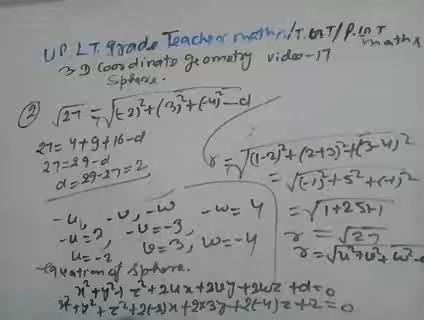 UP. LT. grade Teacher maths/T.GT/P.GT maths
3D coordinate geometry video-17
Sphere.
② √27 = √(-2)²+(3)²+(-4)²-d
27=4+9+16-d
27=29-d
d=29-27=2,
r=√(1-2)²+(2+3)²+(3-4)²
=√(-1)²+5²+(-1)²
=√1+25+1
r=√27
r=√u²+v²+w²-d
-u, -v, -w
-u=2, -v=-3, -w=4
u=-2 v=3, w=-4
equation of sphere.
x²+y²+z²+2ux+2vy+2wz+d=0
x²+y²+z²+2(-2)x+2x3y+2(-4)z+2=0